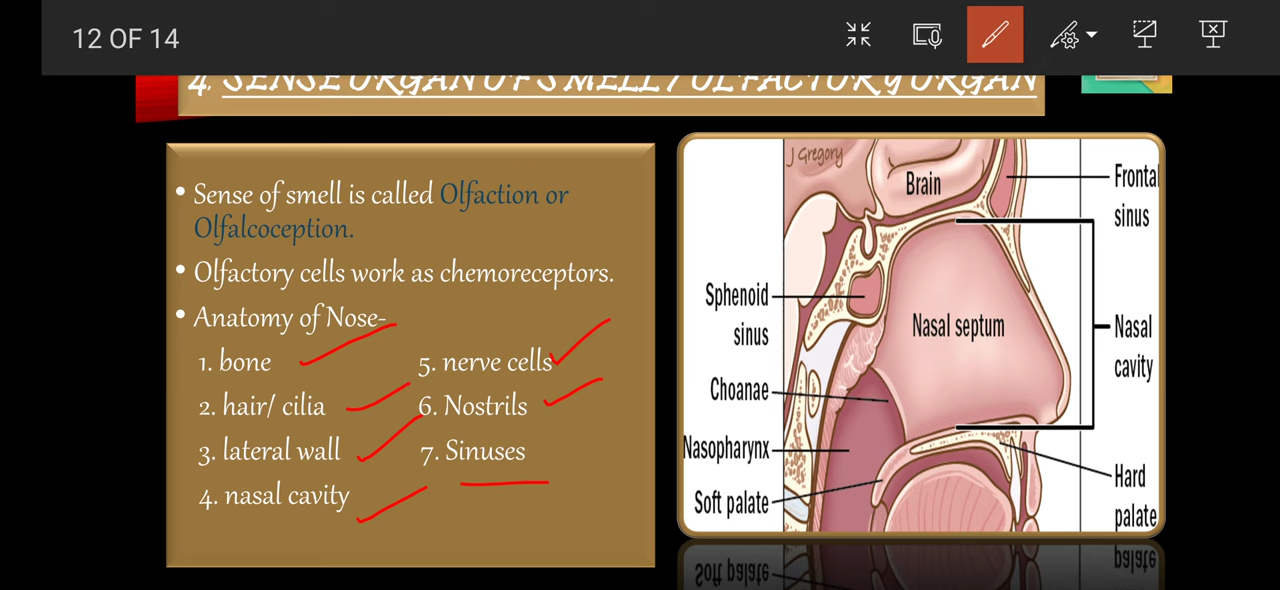 12 OF 14
4. SENSE ORGAN OF SMELL / OLFACTORY ORGAN
• Sense of smell is called Olfaction or
Olfalcoception.
• Olfactory cells work as chemoreceptors.
• Anatomy of Nose-
1. bone
2. hair/ cilia
3. lateral wall
4. nasal cavity
5. nerve cells
6. Nostrils
7. Sinuses
J Gregory
Brain
Frontal
sinus
Sphenoid
sinus
Nasal septum
Nasal
cavity
Choanae
Nasopharynx
Soft palate
Hard
palate
Soft palate
palate